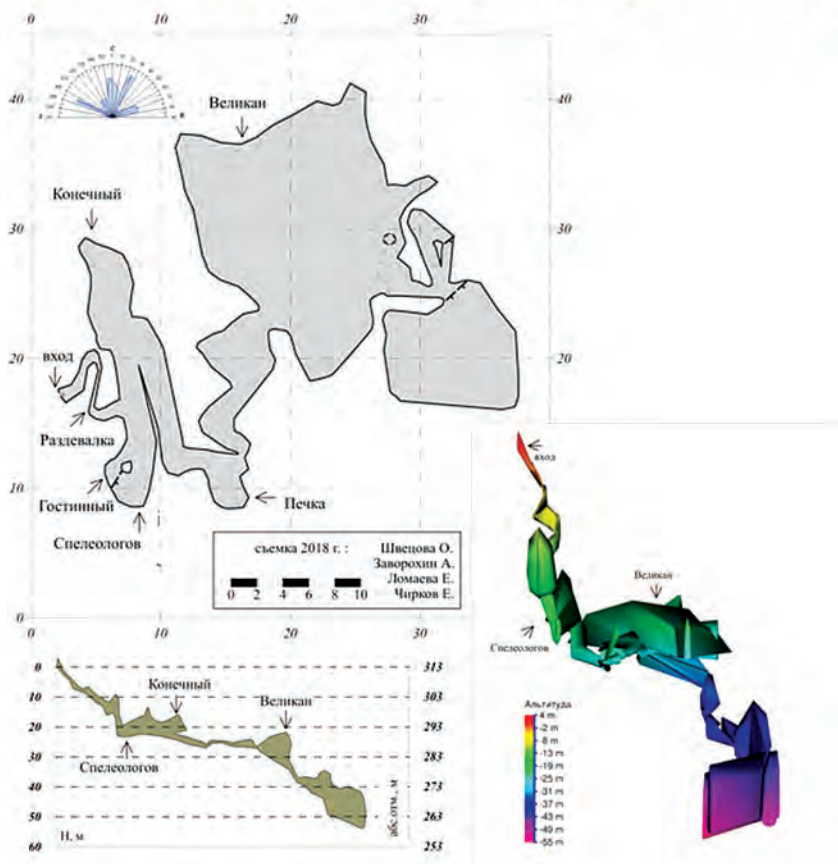 0 10 20 30
С
З В
40 40
Великан
Конечный
30 30
20 20
вход
Раздевалка
10 10
Гостинный
Печка
Спелеологов
съемка 2018 г. : Швецова О.
Заворохин А.
Ломаева Е.
Чирков Е.
0 2 4 6 8 10
0 0
0 10 20 30
вход
Великан
Спелеологов
Альтитуда
4 m
-2 m
-8 m
-13 m
-19 m
-25 m
-31 m
-37 m
-43 m
-49 m
-55 m
0 313
10 Конечный 303
20 Великан 293
30 283
Спелеологов
40 273
50 263
60 Н, м абс.отм., м 253